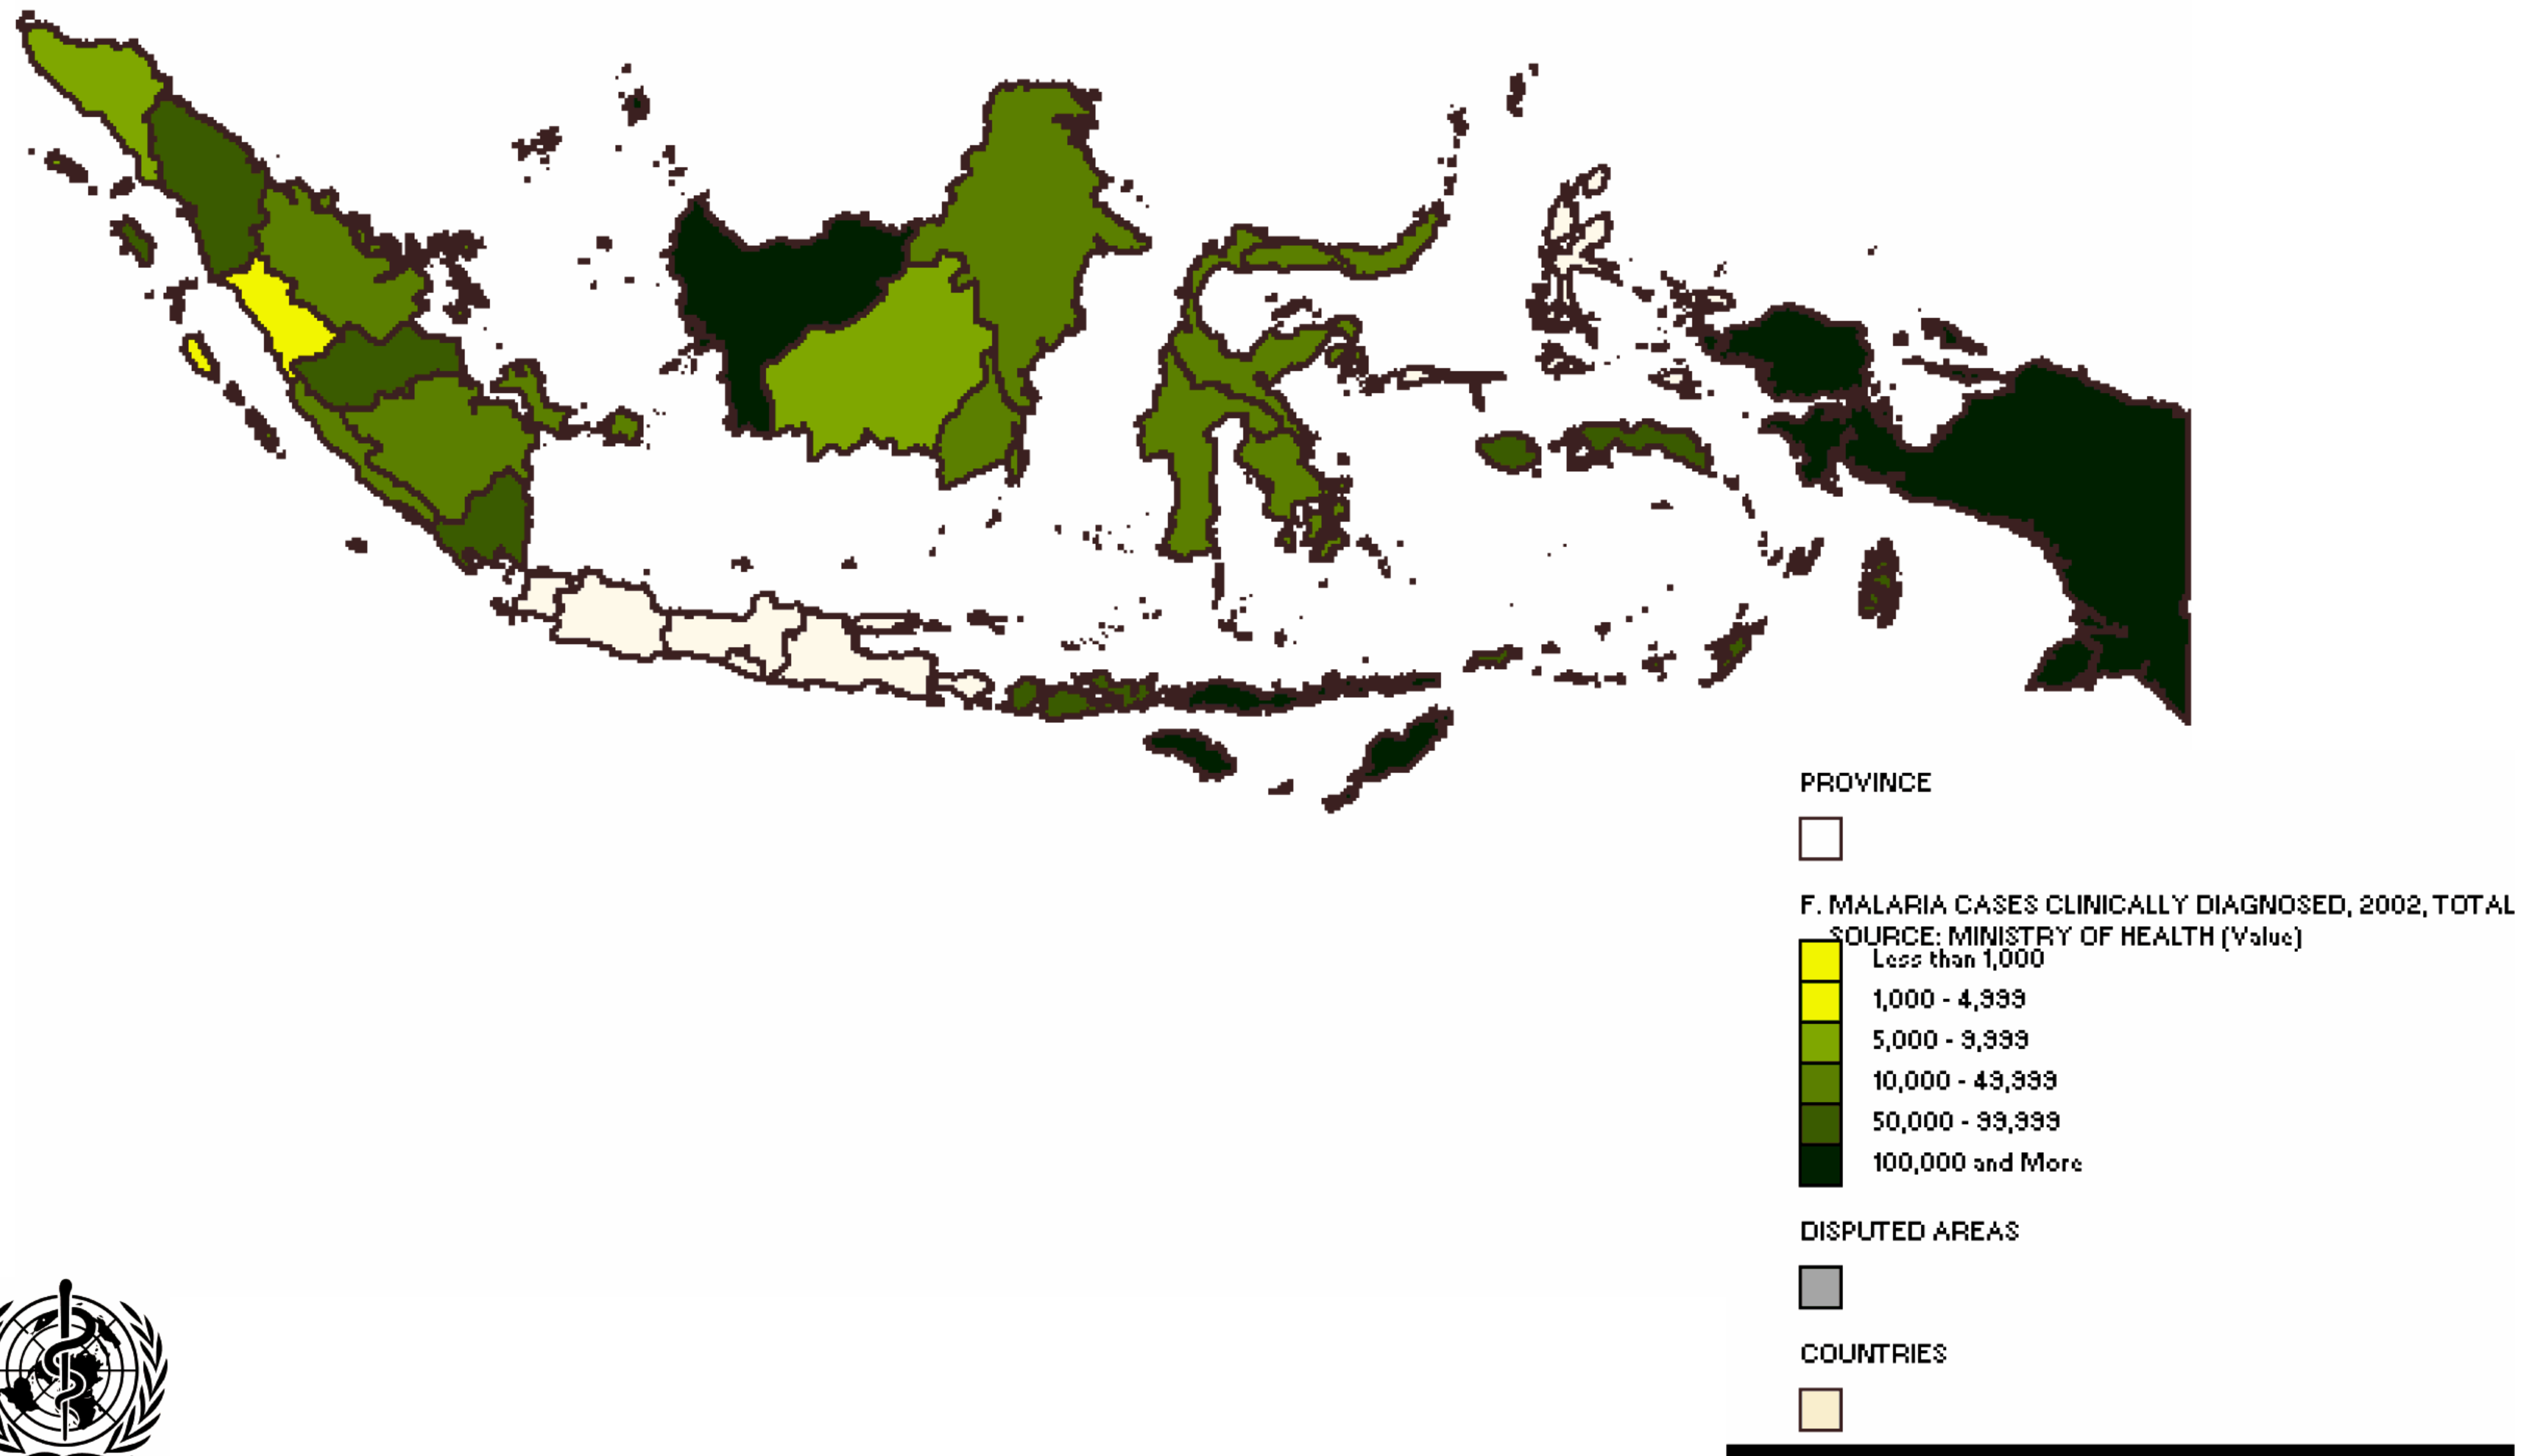 PROVINCE
F. MALARIA CASES CLINICALLY DIAGNOSED, 2002, TOTAL
SOURCE: MINISTRY OF HEALTH (Value)
Less than 1,000
1,000 - 4,999
5,000 - 9,999
10,000 - 49,999
50,000 - 99,999
100,000 and More
DISPUTED AREAS
COUNTRIES